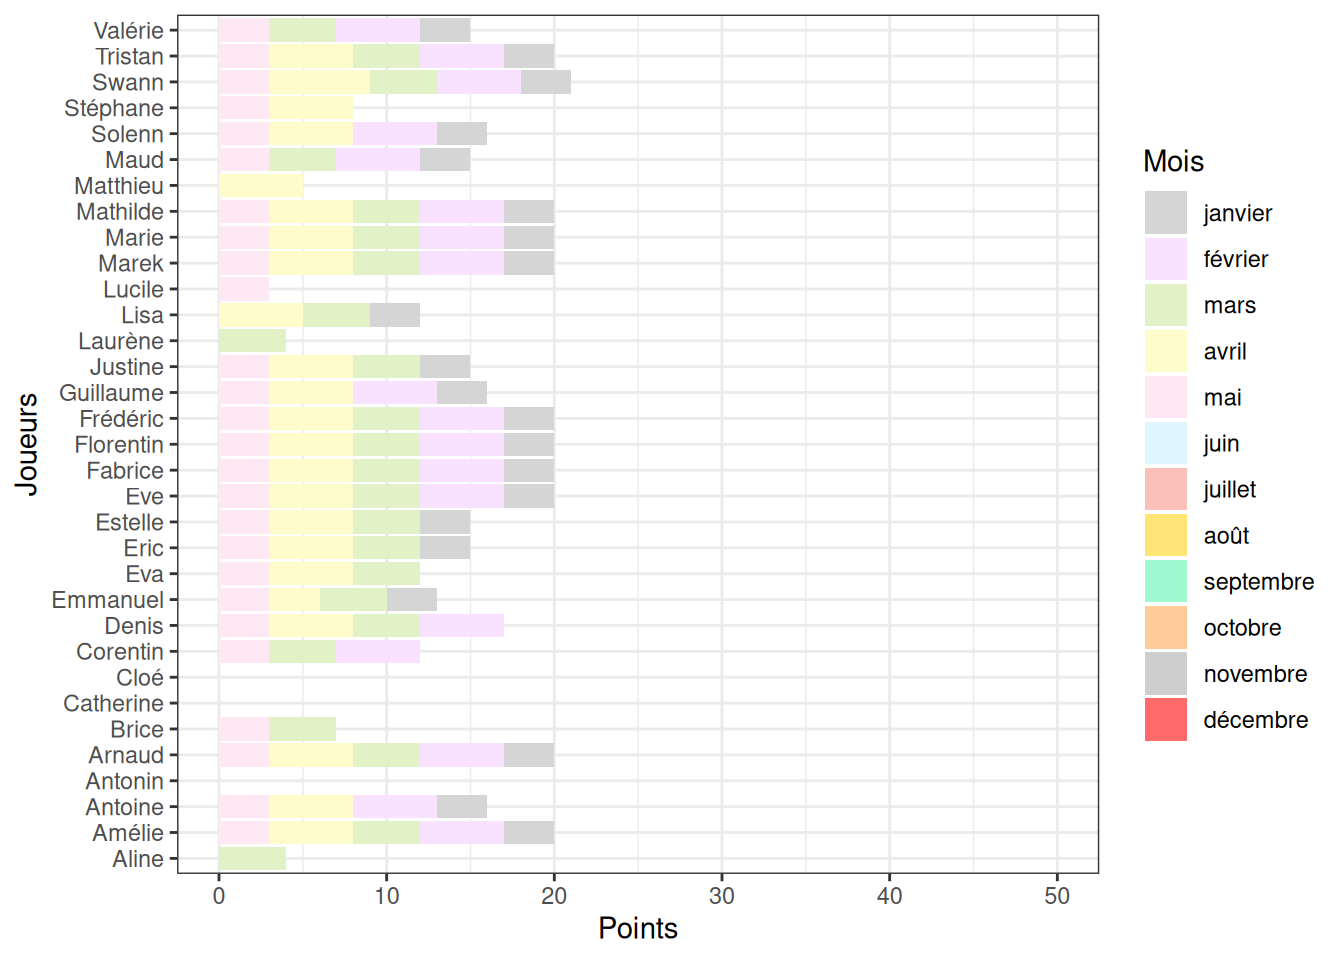 Joueurs
Valérie
Tristan
Swann
Stéphane
Solenn
Maud
Matthieu
Mathilde
Marie
Marek
Lucile
Lisa
Laurène
Justine
Guillaume
Frédéric
Florentin
Fabrice
Eve
Estelle
Eric
Eva
Emmanuel
Denis
Corentin
Cloé
Catherine
Brice
Arnaud
Antonin
Antoine
Amélie
Aline
0 10 20 30 40 50
Points
Mois
janvier
février
mars
avril
mai
juin
juillet
août
septembre
octobre
novembre
décembre